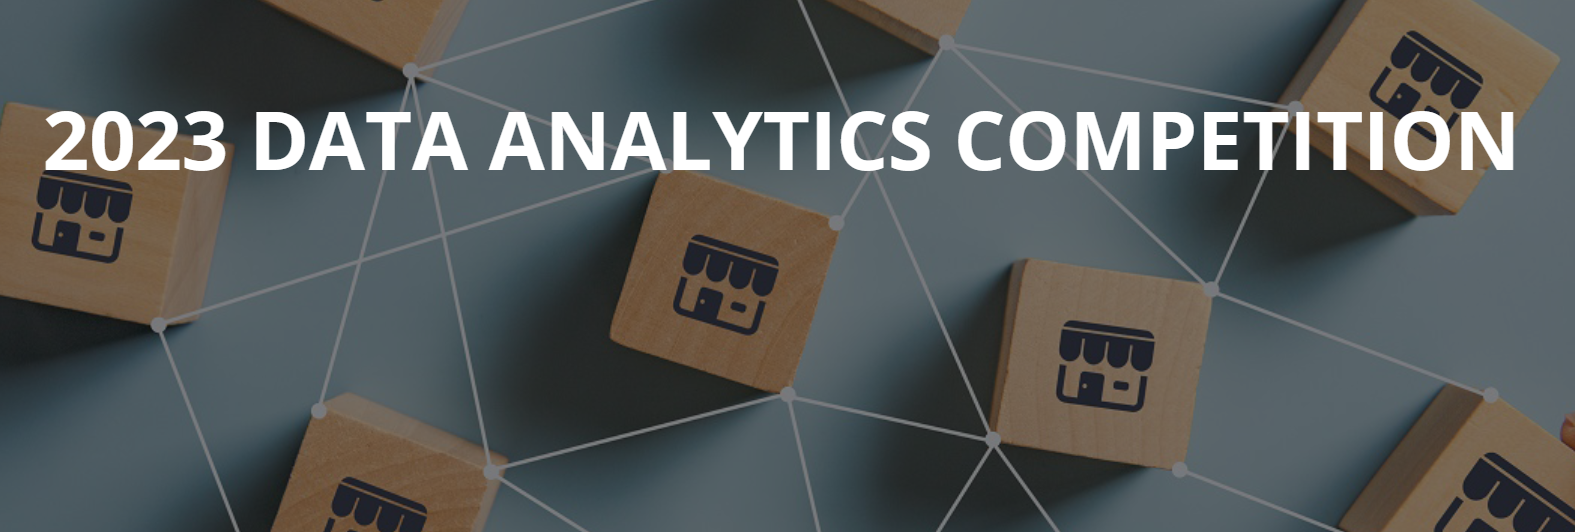 2023 DATA ANALYTICS COMPETITION